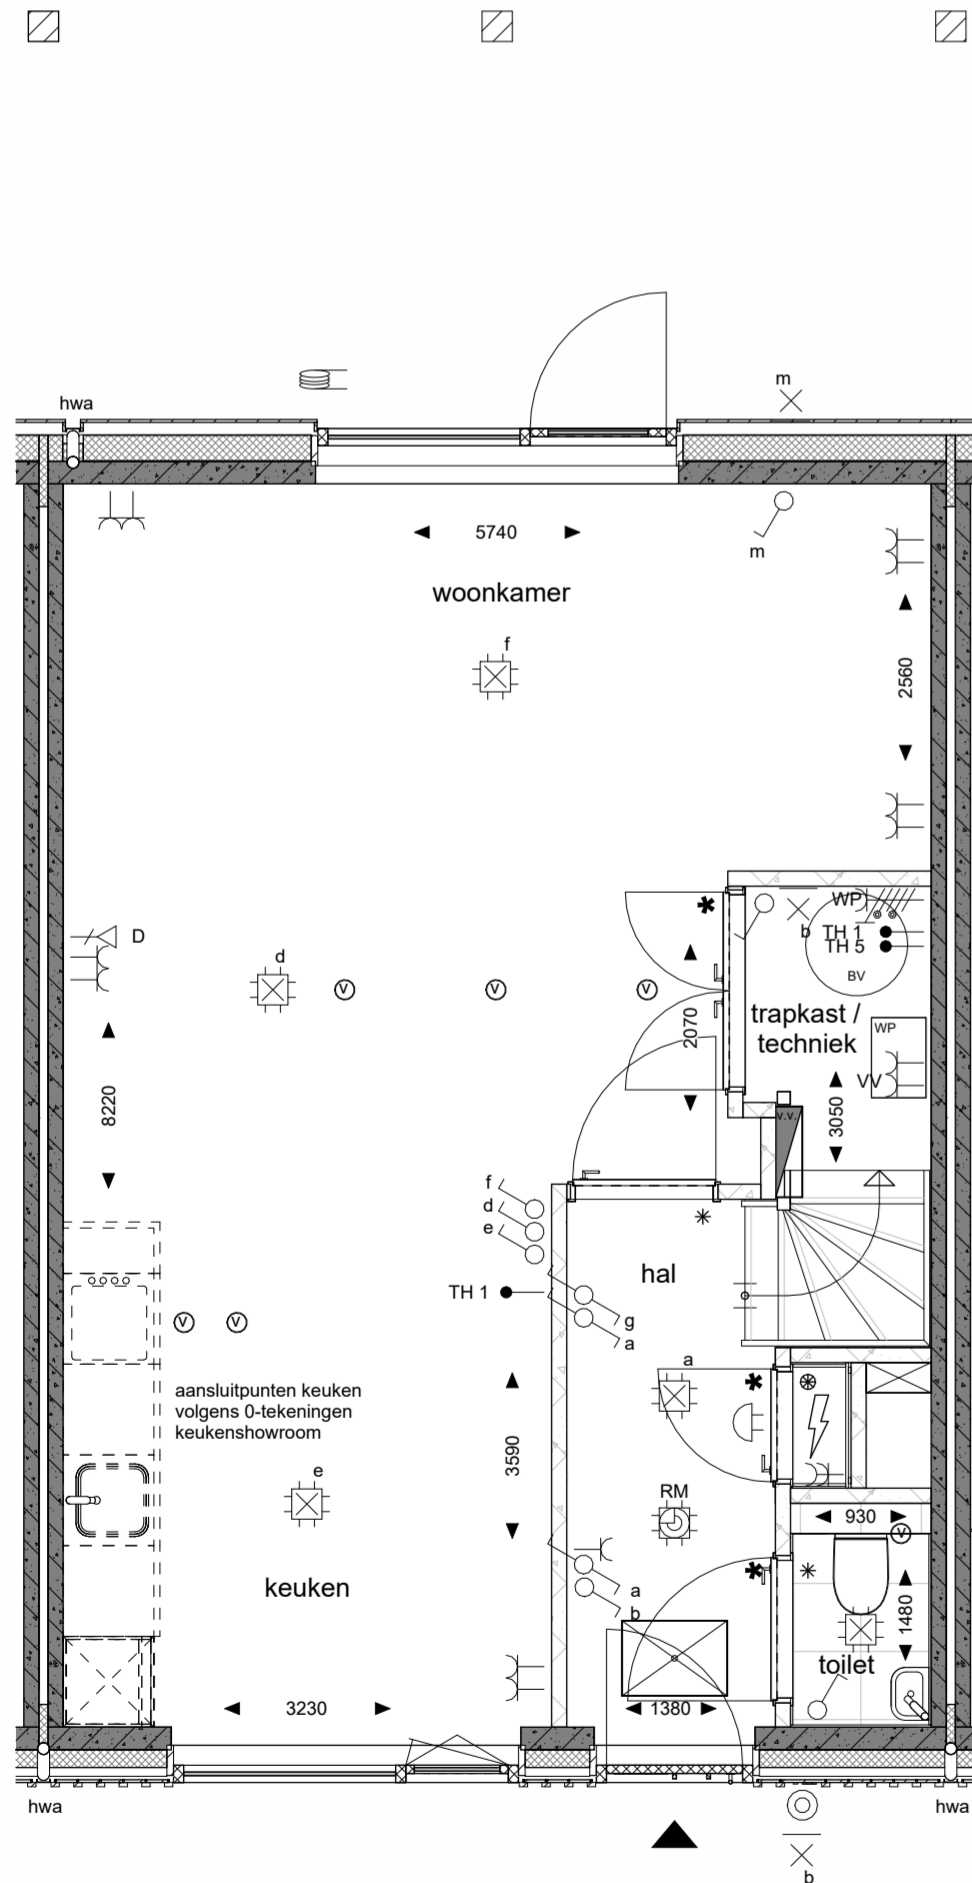 m
hwa
5740
m
woonkamer
f
2560
WP
b
TH 1
TH 5
D
d
V
V
V
BV
trapkast /
techniek
WP
2070
VV
8220
3050
v.v.
f
d
e
hal
TH 1
g
a
V
V
a
aansluitpunten keuken
volgens 0-tekeningen
keukenshowroom
3590
e
RM
930
V
keuken
a
b
1480
toilet
3230
1380
hwa
hwa
b